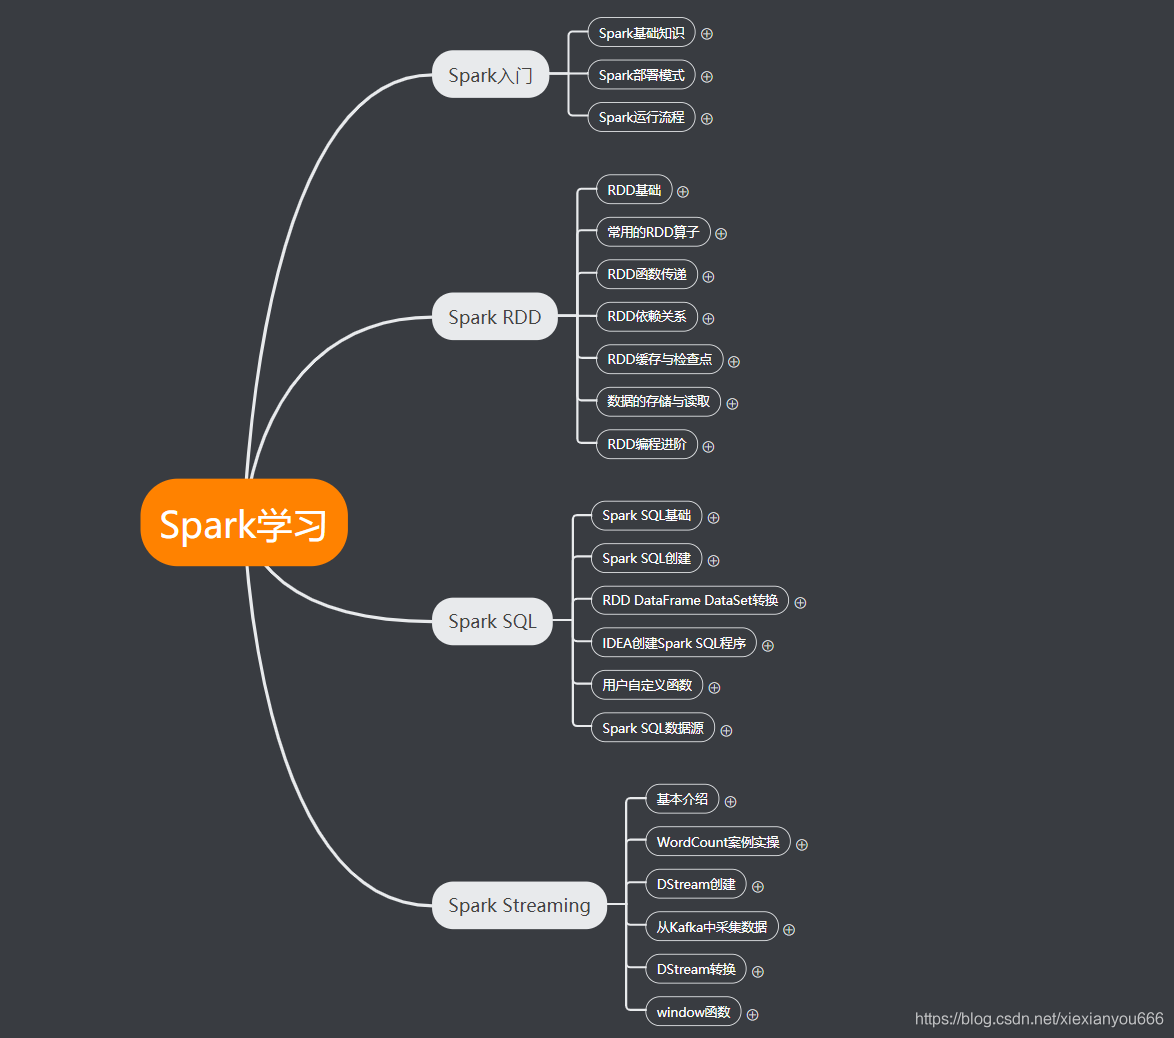 Spark学习
Spark入门
Spark基础知识
Spark部署模式
Spark运行流程
Spark RDD
RDD基础
常用的RDD算子
RDD函数传递
RDD依赖关系
RDD缓存与检查点
数据的存储与读取
RDD编程进阶
Spark SQL
Spark SQL基础
Spark SQL创建
RDD DataFrame DataSet转换
IDEA创建Spark SQL程序
用户自定义函数
Spark SQL数据源
Spark Streaming
基本介绍
WordCount案例实操
DStream创建
从Kafka中采集数据
DStream转换
window函数
https://blog.csdn.net/xiexianyou666